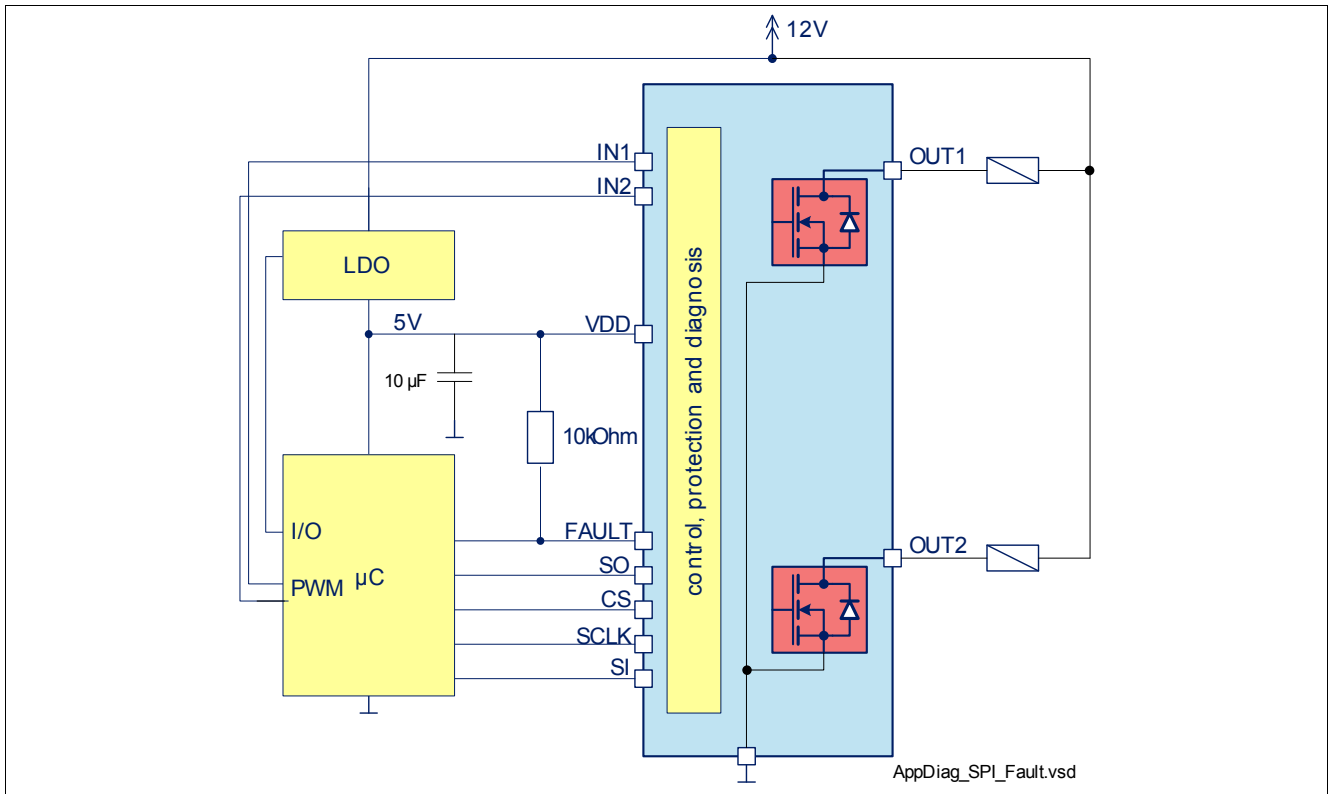 12V
IN1
OUT1
IN2
LDO
5V
VDD
10 µF
10kOhm
control, protection and diagnosis
I/O
FAULT
OUT2
SO
PWM
µC
CS
SCLK
SI
AppDiag_SPI_Fault.vsd